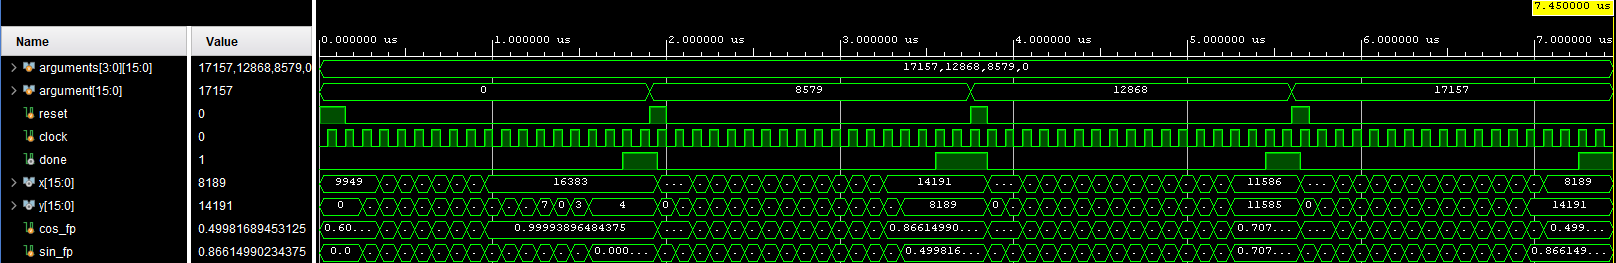 7.450000 us
Name Value 0.000000 us 1.000000 us 2.000000 us 3.000000 us 4.000000 us 5.000000 us 6.000000 us 7.000000 us
arguments[3:0][15:0] 17157,12868,8579,0 17157,12868,8579,0
argument[15:0] 17157 0 8579 12868 17157
reset 0
clock 0
done 1
x[15:0] 8189 9949 16383 ... 14191 ... 11586 ... 8189
y[15:0] 14191 0 7 0 3 4 0 8189 0 11585 0 14191
cos_fp 0.49981689453125 0.60... 0.99993896484375 ... 0.86614990... ... 0.707... ... 0.499...
sin_fp 0.86614990234375 0.0 0.000... 0.499816... 0.707... 0.866149...